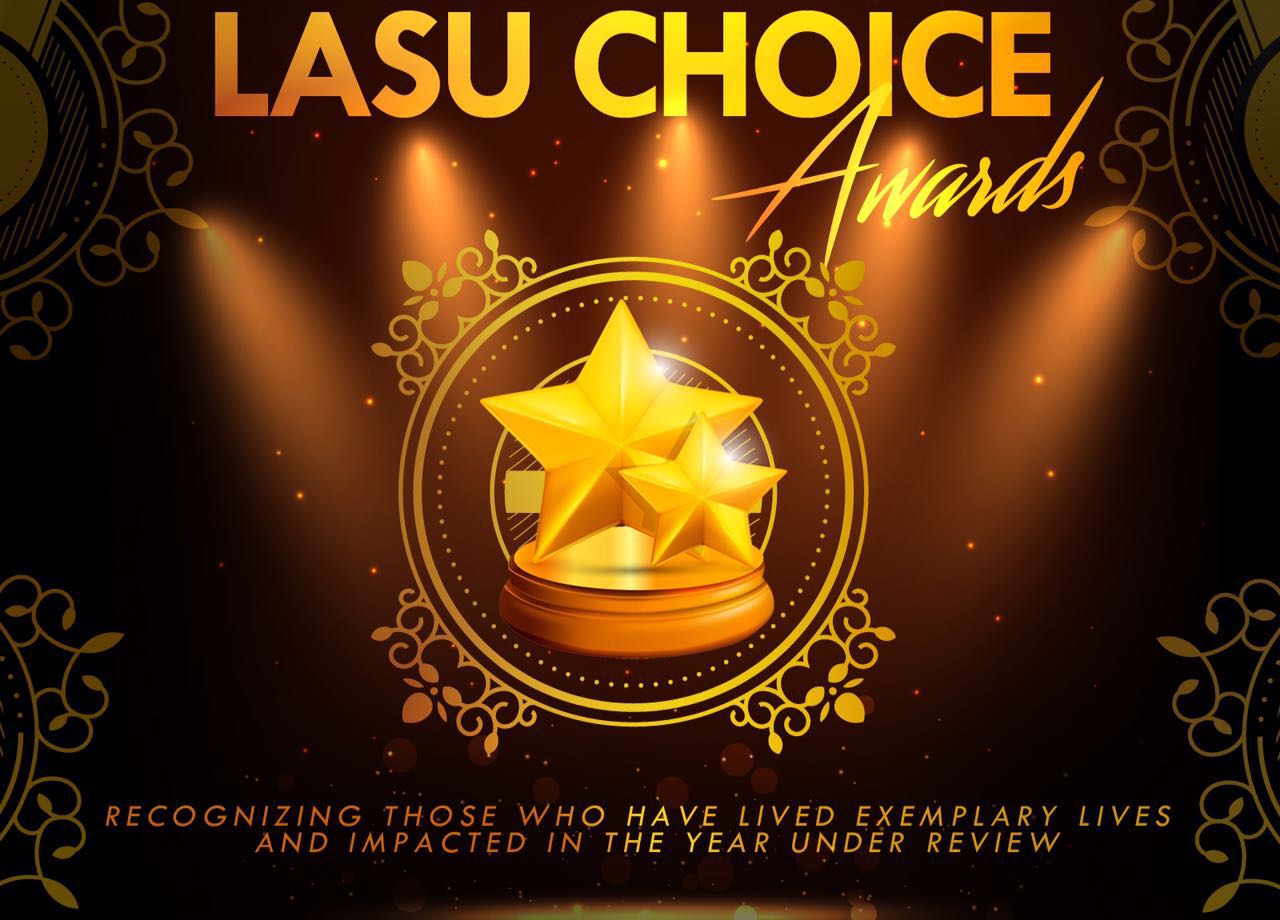 LASU CHOICE
Awards
RECOGNIZING THOSE WHO HAVE LIVED EXEMPLARY LIVES
AND IMPACTED IN THE YEAR UNDER REVIEW